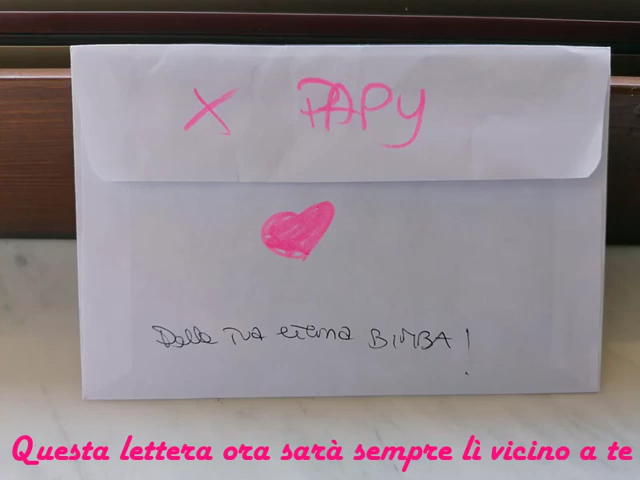 X PAPY
Dalla tua eterna BIMBA!
Questa lettera ora sarà sempre lì vicino a te